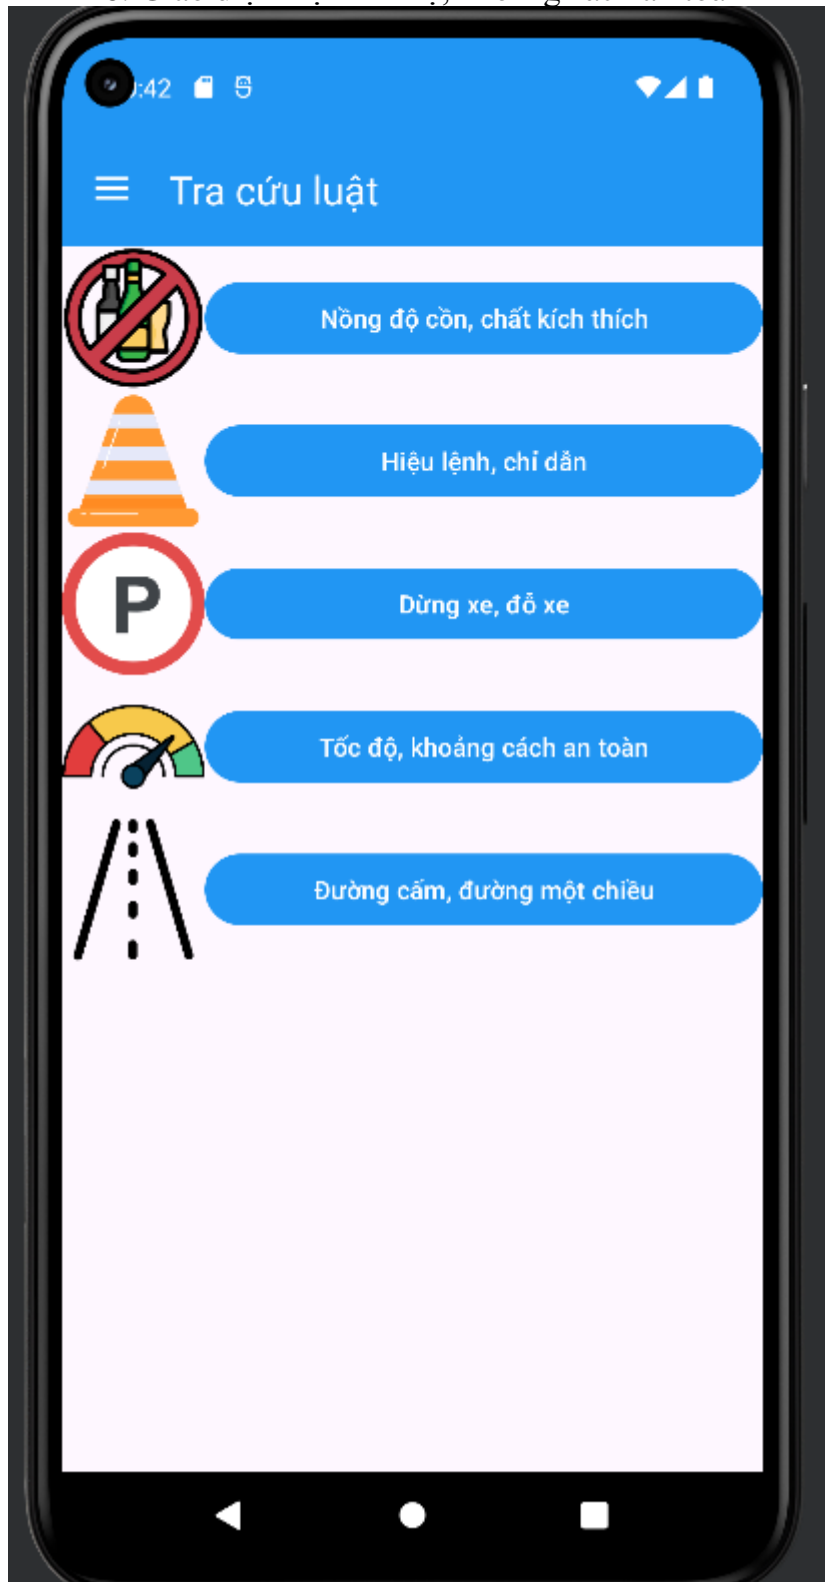 :42
Tra cứu luật
Nồng độ cồn, chất kích thích
Hiệu lệnh, chỉ dẫn
P
Dừng xe, đỗ xe
Tốc độ, khoảng cách an toàn
Đường cấm, đường một chiều